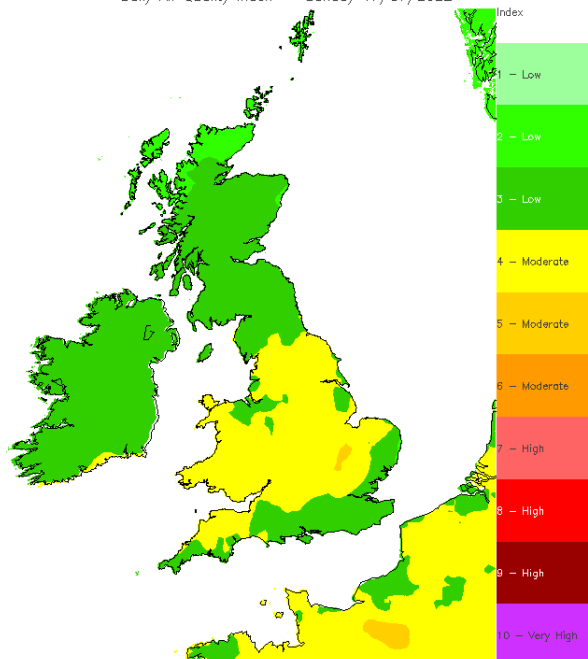 Index
1 – Low
2 – Low
3 – Low
4 – Moderate
5 – Moderate
6 – Moderate
7 – High
8 – High
9 – High
10 – Very High